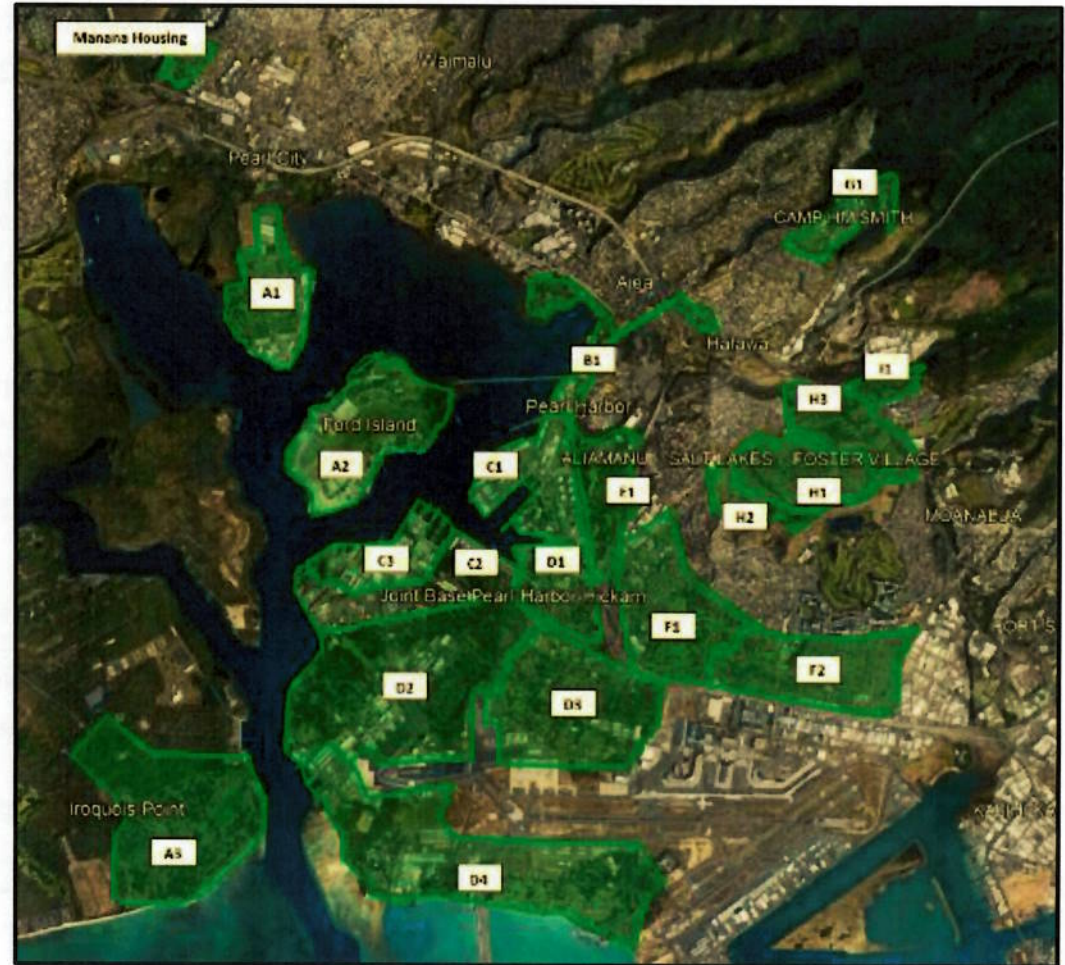 Manana Housing
Waimalu
Pearl City
G1
CAMP HM SMITH
A1
Aiea
Halawa
B1
I1
H3
Pearl Harbor
Ford Island
A2
C1
ALIAMANU
SALT LAKES
FOSTER VILLAGE
E1
H1
H2
MOANALUA
C3
C2
D1
Joint Base Pearl Harbor-Hickam
F1
F2
D2
D3
Iroquois Point
A3
D4